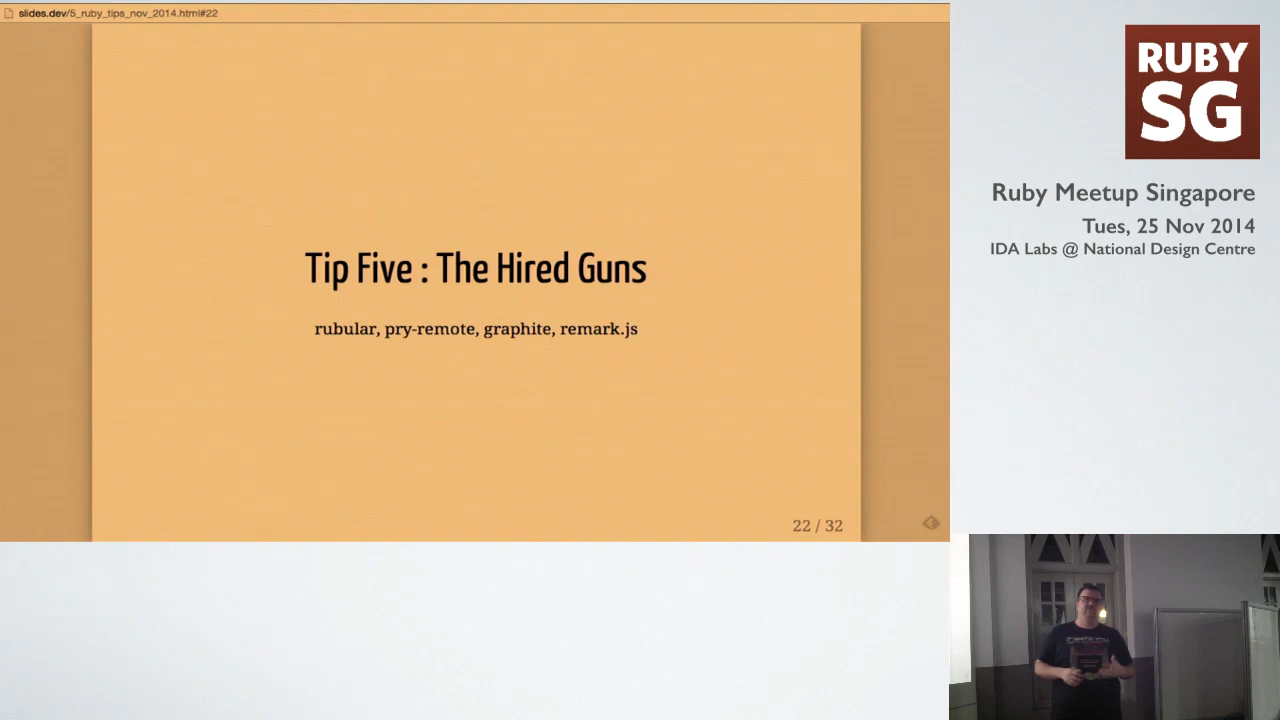 slides.dev/5_ruby_tips_nov_2014.html#22
Tip Five : The Hired Guns
rubular, pry-remote, graphite, remark.js
22 / 32
RUBY
SG
Ruby Meetup Singapore
Tues, 25 Nov 2014
IDA Labs @ National Design Centre